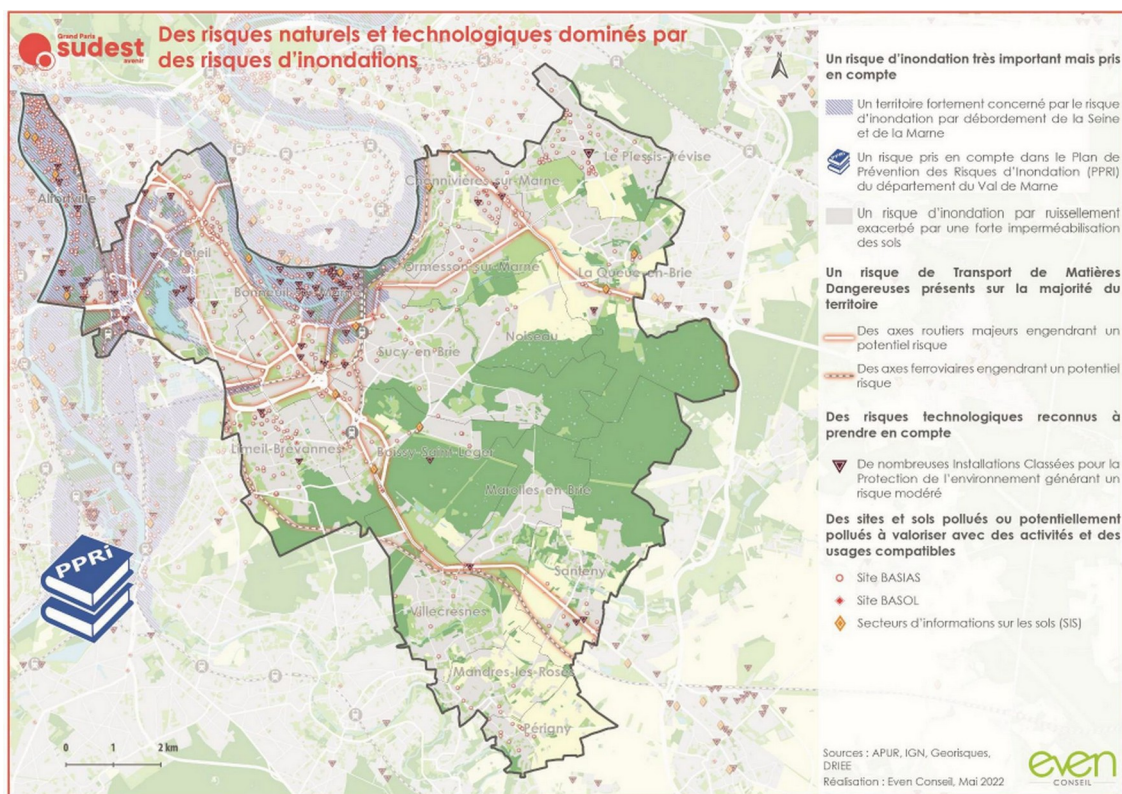 Grand Paris
sudest
avenir
Des risques naturels et technologiques dominés par
des risques d'inondations
Un risque d'inondation très important mais pris
en compte
Un territoire fortement concerné par le risque
d'inondation par débordement de la Seine
et de la Marne
Un risque pris en compte dans le Plan de
Prévention des Risques d'Inondation (PPRI)
du département du Val de Marne
Un risque d'inondation par ruissellement
exacerbé par une forte imperméabilisation
des sols
Un risque de Transport de Matières
Dangereuses présents sur la majorité du
territoire
Des axes routiers majeurs engendrant un
potentiel risque
Des axes ferroviaires engendrant un potentiel
risque
Des risques technologiques reconnus à
prendre en compte
De nombreuses Installations Classées pour la
Protection de l'environnement générant un
risque modéré
Des sites et sols pollués ou potentiellement
pollués à valoriser avec des activités et des
usages compatibles
Site BASIAS
Site BASOL
Secteurs d'informations sur les sols (SIS)
Le Plessis-Trévise
Chennivières-sur-Marne
Alfortville
Créteil
Ormesson-sur-Marne
La Queue-en-Brie
Sucy-en-Brie
Noiseau
Limeil-Brévannes
Boissy-Saint-Léger
Marolles-en-Brie
Santeny
Villecresnes
Mandres-les-Roses
Périgny
PPRi
0 1 2 km
Sources : APUR, IGN, Georisques,
DRIEE
Réalisation : Even Conseil, Mai 2022
even
CONSEIL